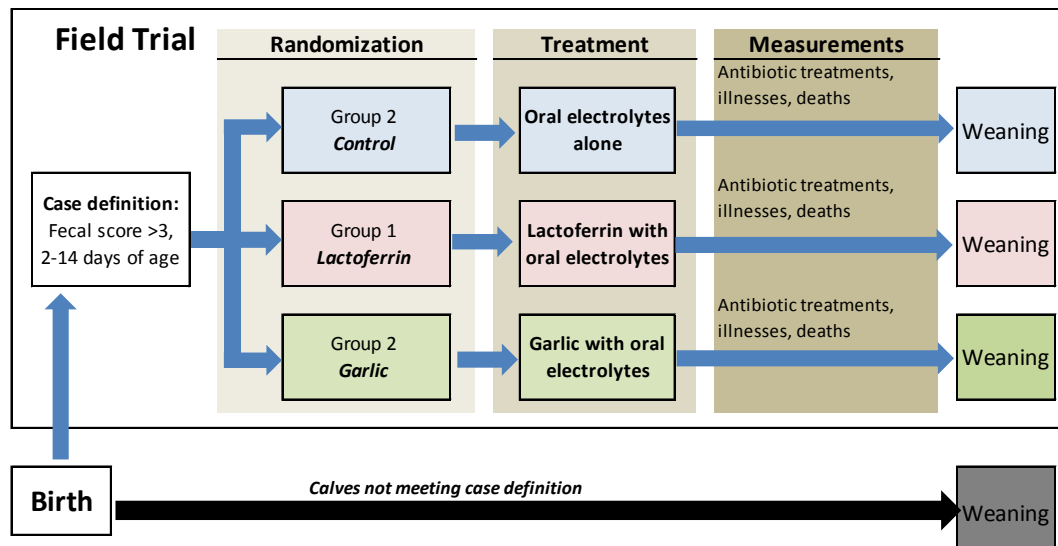 Field Trial
Randomization
Treatment
Measurements
Case definition:
Fecal score >3,
2-14 days of age
Group 2
Control
Oral electrolytes
alone
Antibiotic treatments,
illnesses, deaths
Weaning
Group 1
Lactoferrin
Lactoferrin with
oral electrolytes
Antibiotic treatments,
illnesses, deaths
Weaning
Group 2
Garlic
Garlic with oral
electrolytes
Antibiotic treatments,
illnesses, deaths
Weaning
Birth
Calves not meeting case definition
Weaning